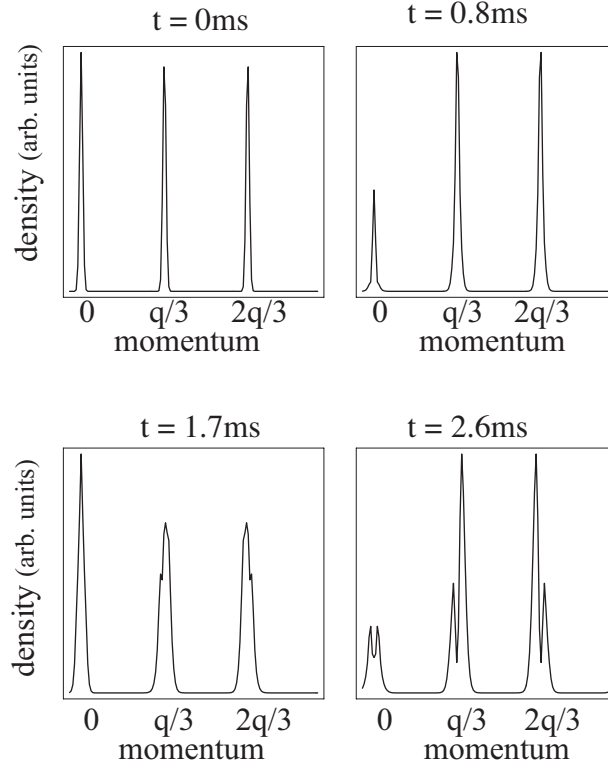 t = 0ms
t = 0.8ms
density (arb. units)
0 q/3 2q/3
momentum
0 q/3 2q/3
momentum
t = 1.7ms
t = 2.6ms
density (arb. units)
0 q/3 2q/3
momentum
0 q/3 2q/3
momentum